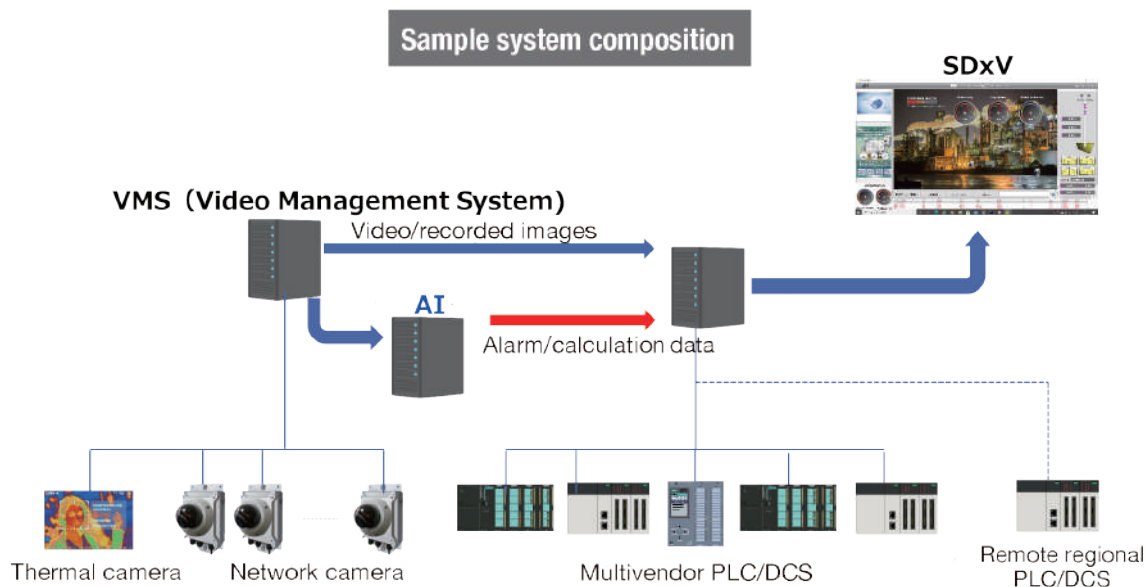 Sample system composition
SDxV
VMS（Video Management System)
Video/recorded images
AI
Alarm/calculation data
Thermal camera
Network camera
Multivendor PLC/DCS
Remote regional
PLC/DCS